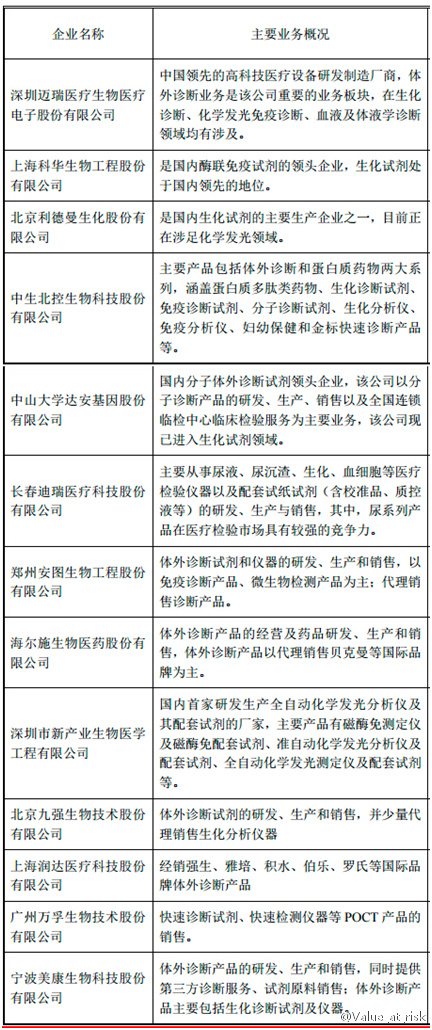 企业名称
主要业务概况
深圳迈瑞医疗生物医疗
电子股份有限公司
中国领先的高科技医疗设备研发制造厂商，体
外诊断业务是该公司重要的业务板块，在生化
诊断、化学发光免疫诊断、血液及体液学诊断
领域均有涉及。
上海科华生物工程股份
有限公司
是国内酶联免疫试剂的领头企业，生化试剂处
于国内领先的地位。
北京利德曼生化股份有
限公司
是国内生化试剂的主要生产企业之一，目前正
在涉足化学发光领域。
中生北控生物科技股份
有限公司
主要产品包括体外诊断和蛋白质药物两大系
列，涵盖蛋白质多肽类药物、生化诊断试剂、
免疫诊断试剂、分子诊断试剂、生化分析仪、
免疫分析仪、妇幼保健和金标快速诊断产品
等。
中山大学达安基因股份
有限公司
国内分子体外诊断试剂领头企业，该公司以分
子诊断产品的研发、生产、销售以及全国连锁
临检中心临床检验服务为主要业务，该公司现
已进入生化试剂领域。
长春迪瑞医疗科技股份
有限公司
主要从事尿液、尿沉渣、生化、血细胞等医疗
检验仪器以及配套试纸试剂（含校准品、质控
液等）的研发、生产与销售，其中，尿系列产
品在医疗检验市场具有较强的竞争力。
郑州安图生物工程股份
有限公司
体外诊断试剂和仪器的研发、生产和销售，以
免疫诊断产品、微生物检测产品为主；代理销
售诊断产品。
海尔施生物医药股份有
限公司
体外诊断产品的经营及药品研发、生产和销
售，体外诊断产品以代理销售贝克曼等国际品
牌为主。
深圳市新产业生物医学
工程有限公司
国内首家研发生产全自动化学发光分析仪及
其配套试剂的厂家，主要产品有磁酶免测定仪
及磁酶免配套试剂、准自动化学发光分析仪及
配套试剂、全自动化学发光测定仪及配套试剂
等。
北京九强生物技术股份
有限公司
体外诊断试剂的研发、生产和销售，并少量代
理销售生化分析仪器
上海润达医疗科技股份
有限公司
经销强生、雅培、积水、伯乐、罗氏等国际品
牌体外诊断产品
广州万孚生物技术股份
有限公司
快速诊断试剂、快速检测仪器等 POCT 产品的
销售。
宁波美康生物科技股份
有限公司
体外诊断产品的研发、生产和销售，同时提供
第三方诊断服务、试剂原料销售；体外诊断产
品主要包括生化诊断试剂及仪器。
@Value_at_risk